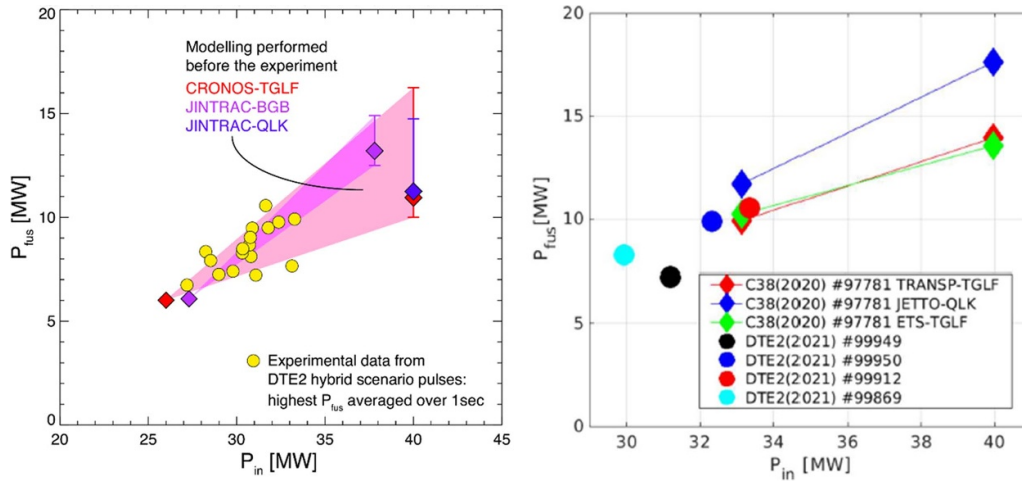 20
15
10
5
0
P_fus [MW]
Modelling performed
before the experiment
CRONOS-TGLF
JINTRAC-BGB
JINTRAC-QLK
Experimental data from
DTE2 hybrid scenario pulses:
highest P_fus averaged over 1sec
20 25 30 35 40 45
P_in [MW]
20
15
10
5
0
P_fus[MW]
C38(2020) #97781 TRANSP-TGLF
C38(2020) #97781 JETTO-QLK
C38(2020) #97781 ETS-TGLF
DTE2(2021) #99949
DTE2(2021) #99950
DTE2(2021) #99912
DTE2(2021) #99869
30 32 34 36 38 40
P_in [MW]